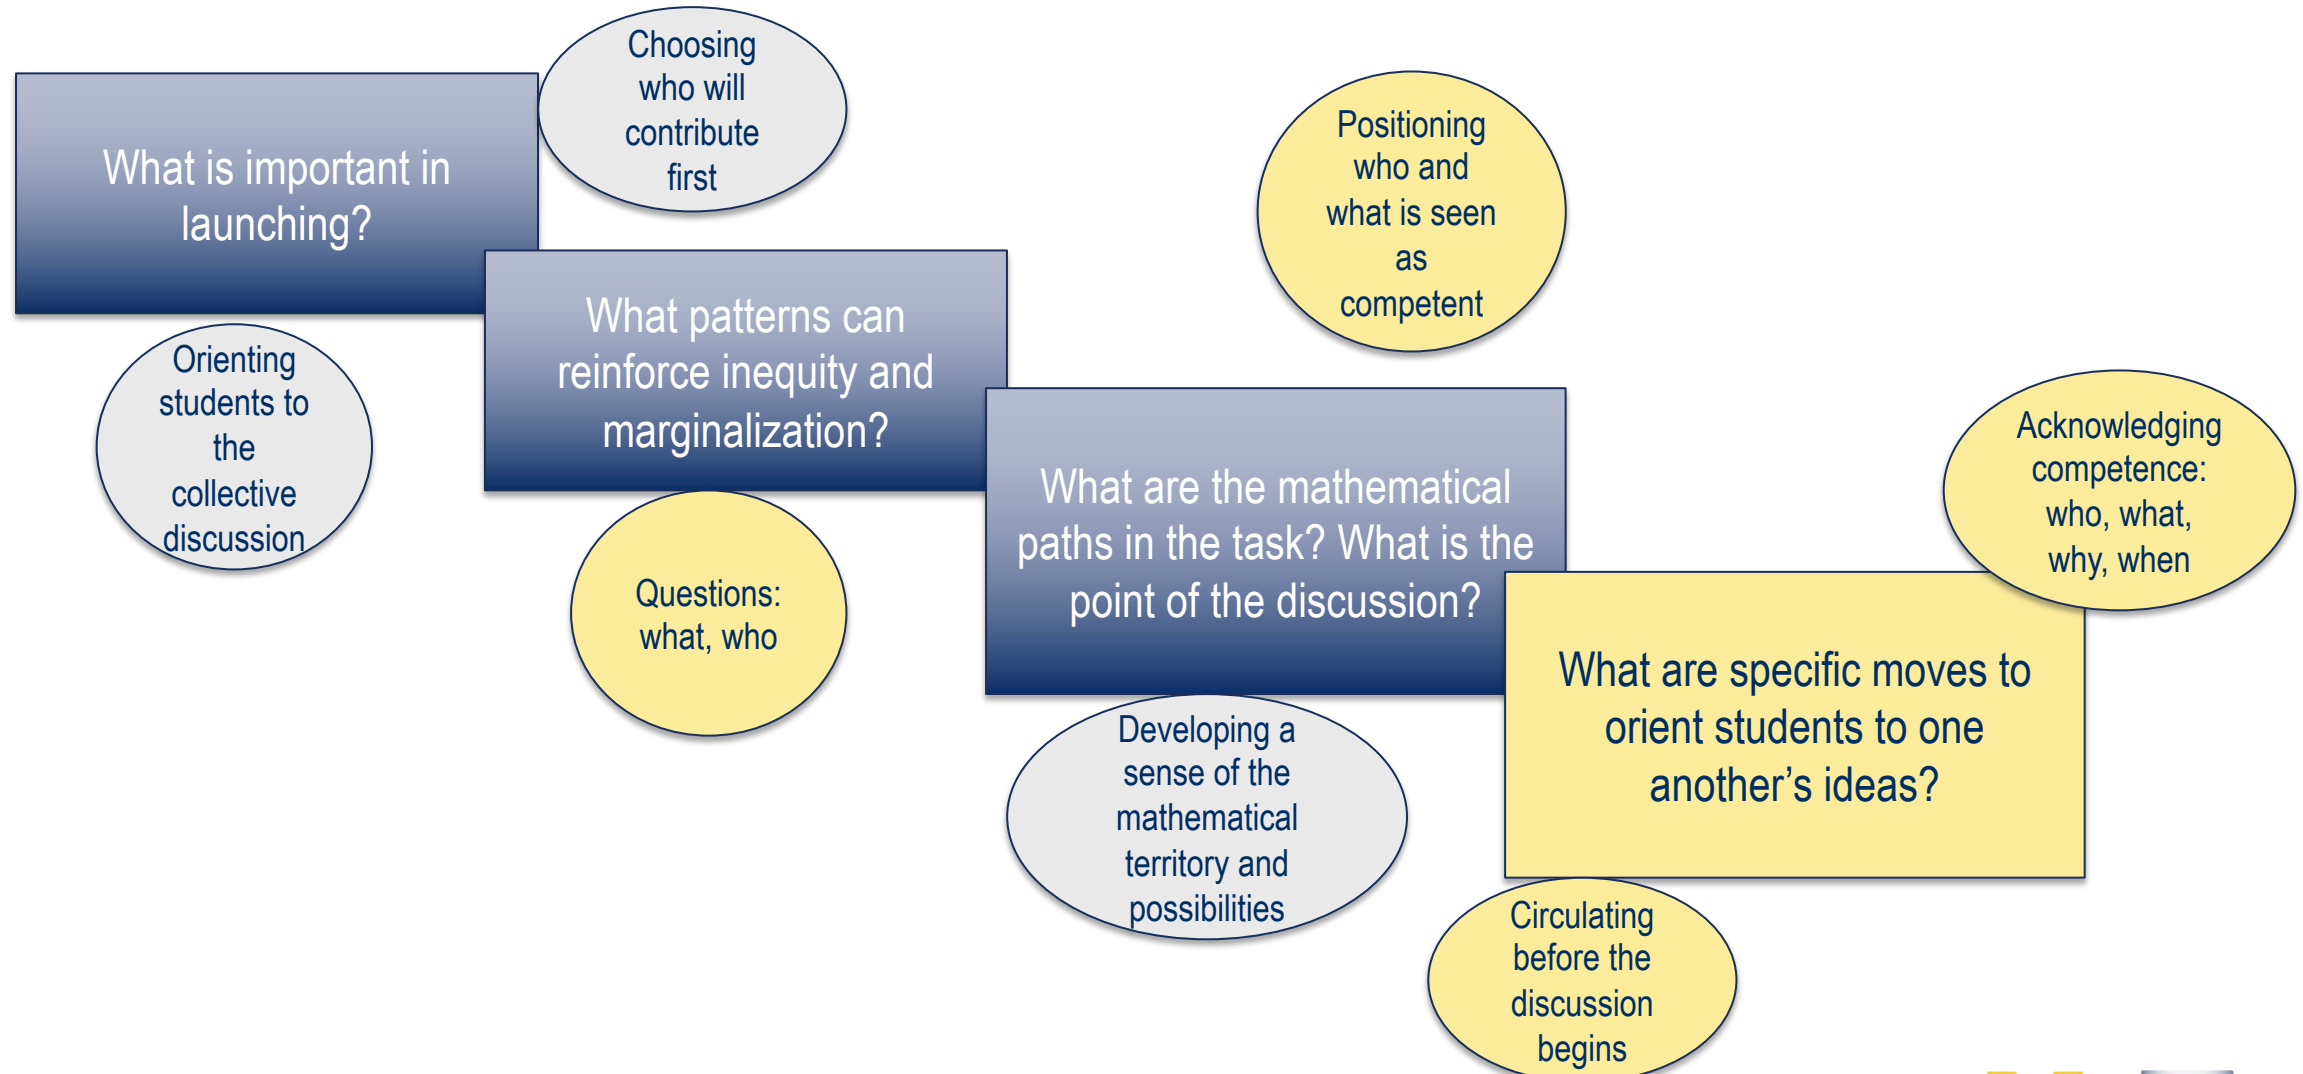 Choosing
who will
contribute
first
What is important in
launching?
Positioning
who and
what is seen
as
competent
What patterns can
reinforce inequity and
marginalization?
Orienting
students to
the
collective
discussion
Acknowledging
competence:
who, what,
why, when
What are the mathematical
paths in the task? What is the
point of the discussion?
Questions:
what, who
What are specific moves to
orient students to one
another’s ideas?
Developing a
sense of the
mathematical
territory and
possibilities
Circulating
before the
discussion
begins